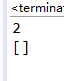 <terminat
2
[]